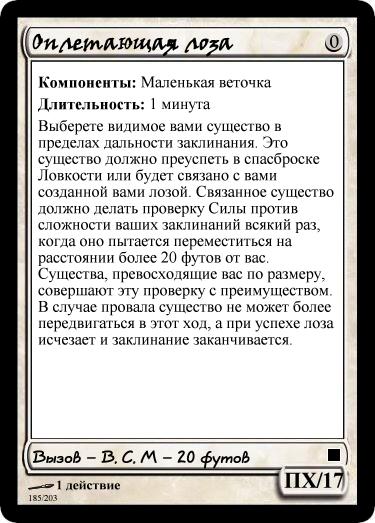 Оплетающая лоза 0
Компоненты: Маленькая веточка
Длительность: 1 минута
Выберете видимое вами существо в
пределах дальности заклинания. Это
существо должно преуспеть в спасброске
Ловкости или будет связано с вами
созданной вами лозой. Связанное существо
должно делать проверку Силы против
сложности ваших заклинаний всякий раз,
когда оно пытается переместиться на
расстоянии более 20 футов от вас.
Существа, превосходящие вас по размеру,
совершают эту проверку с преимуществом.
В случае провала существо не может более
передвигаться в этот ход, а при успехе лоза
исчезает и заклинание заканчивается.
Вызов – В, С, М – 20 футов
ПХ/17
1 действие
185/203